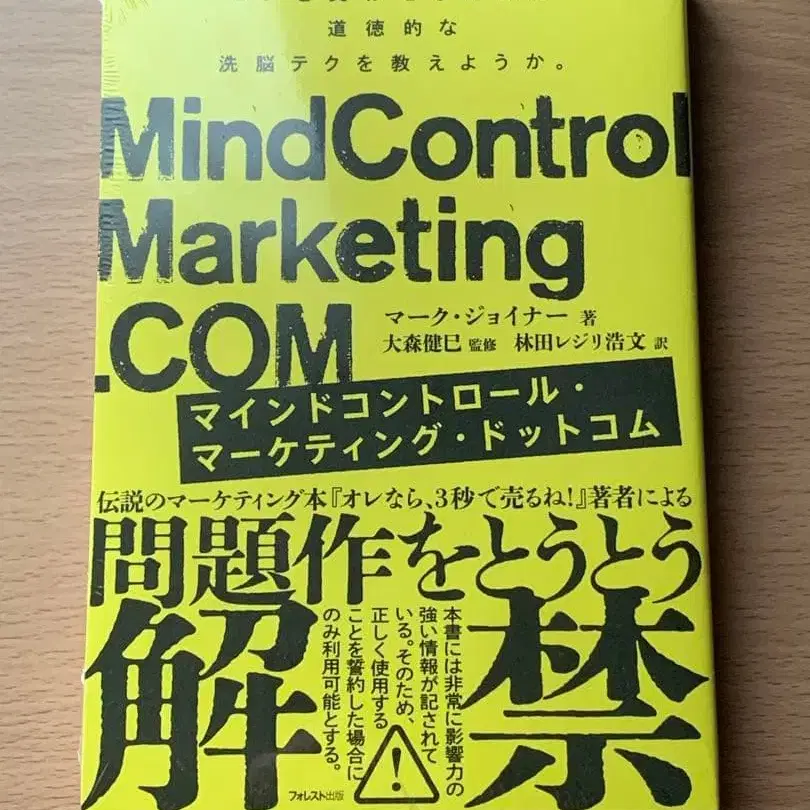 道徳的な
洗脳テクを教えようか。
MindControl
Marketing
.COM
マーク・ジョイナー 著
大森健巳 監修 林田レジリ浩文 訳
マインドコントロール・
マーケティング・ドットコム
伝説のマーケティング本『オレなら、3秒で売るね!』著者による
問題作をとうとう
解禁
本書には非常に影響力の
強い情報が記されて
いる。そのため、
正しく使用する
ことを誓約した場合に
のみ利用可能とする。
!
フォレスト出版